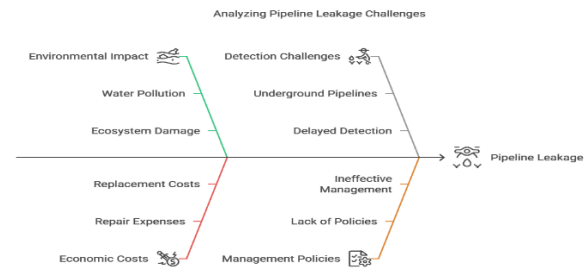 Analyzing Pipeline Leakage Challenges
Environmental Impact
Detection Challenges
Water Pollution
Underground Pipelines
Ecosystem Damage
Delayed Detection
Pipeline Leakage
Replacement Costs
Ineffective
Management
Repair Expenses
Lack of Policies
Economic Costs
Management Policies